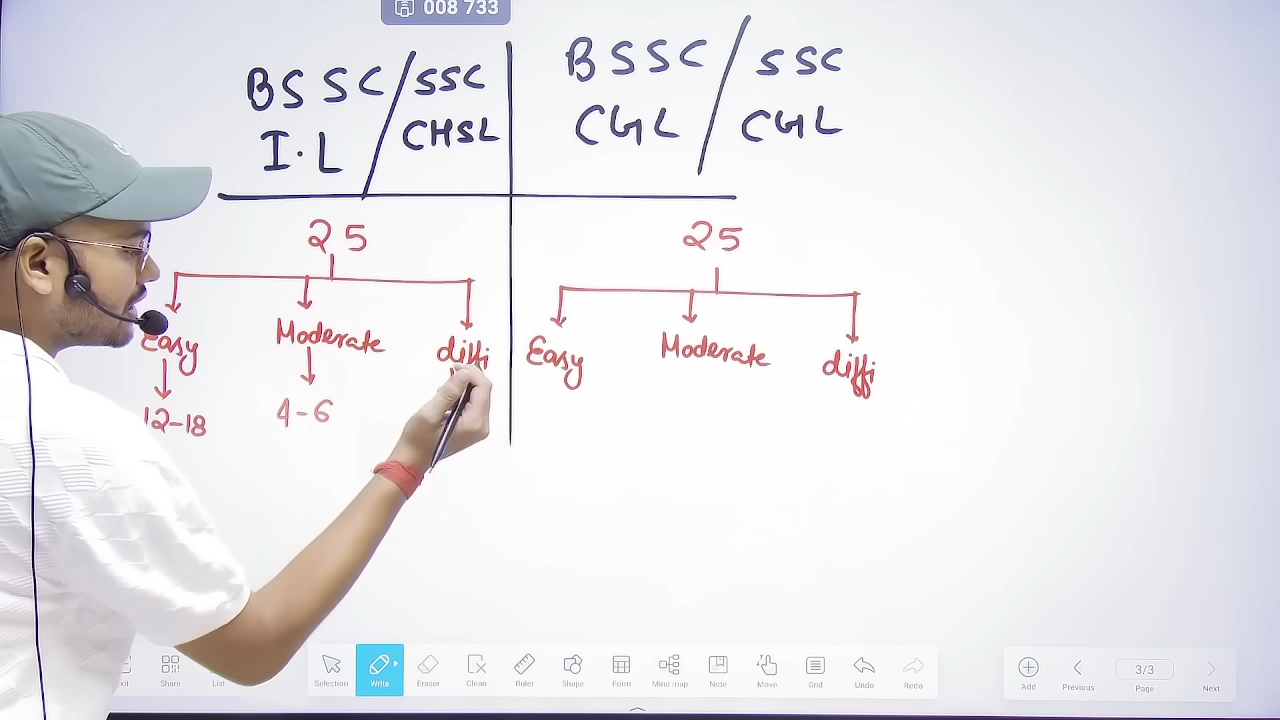 008 733
BSSC / SSC
I.L / CHSL
BSSC / SSC
CGL / CGL
25
25
Easy Moderate diffi
Easy Moderate diffi
12-18 4-6
Share
List
Selection
Write
Eraser
Clean
Ruler
Shape
Form
Mind map
Note
Move
Grid
Undo
Redo
Add
Previous
3/3
Page
Next